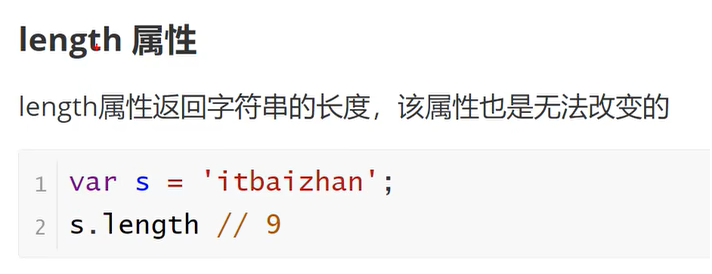 length 属性
length属性返回字符串的长度，该属性也是无法改变的
1 var s = 'itbaizhan';
2 s.length // 9